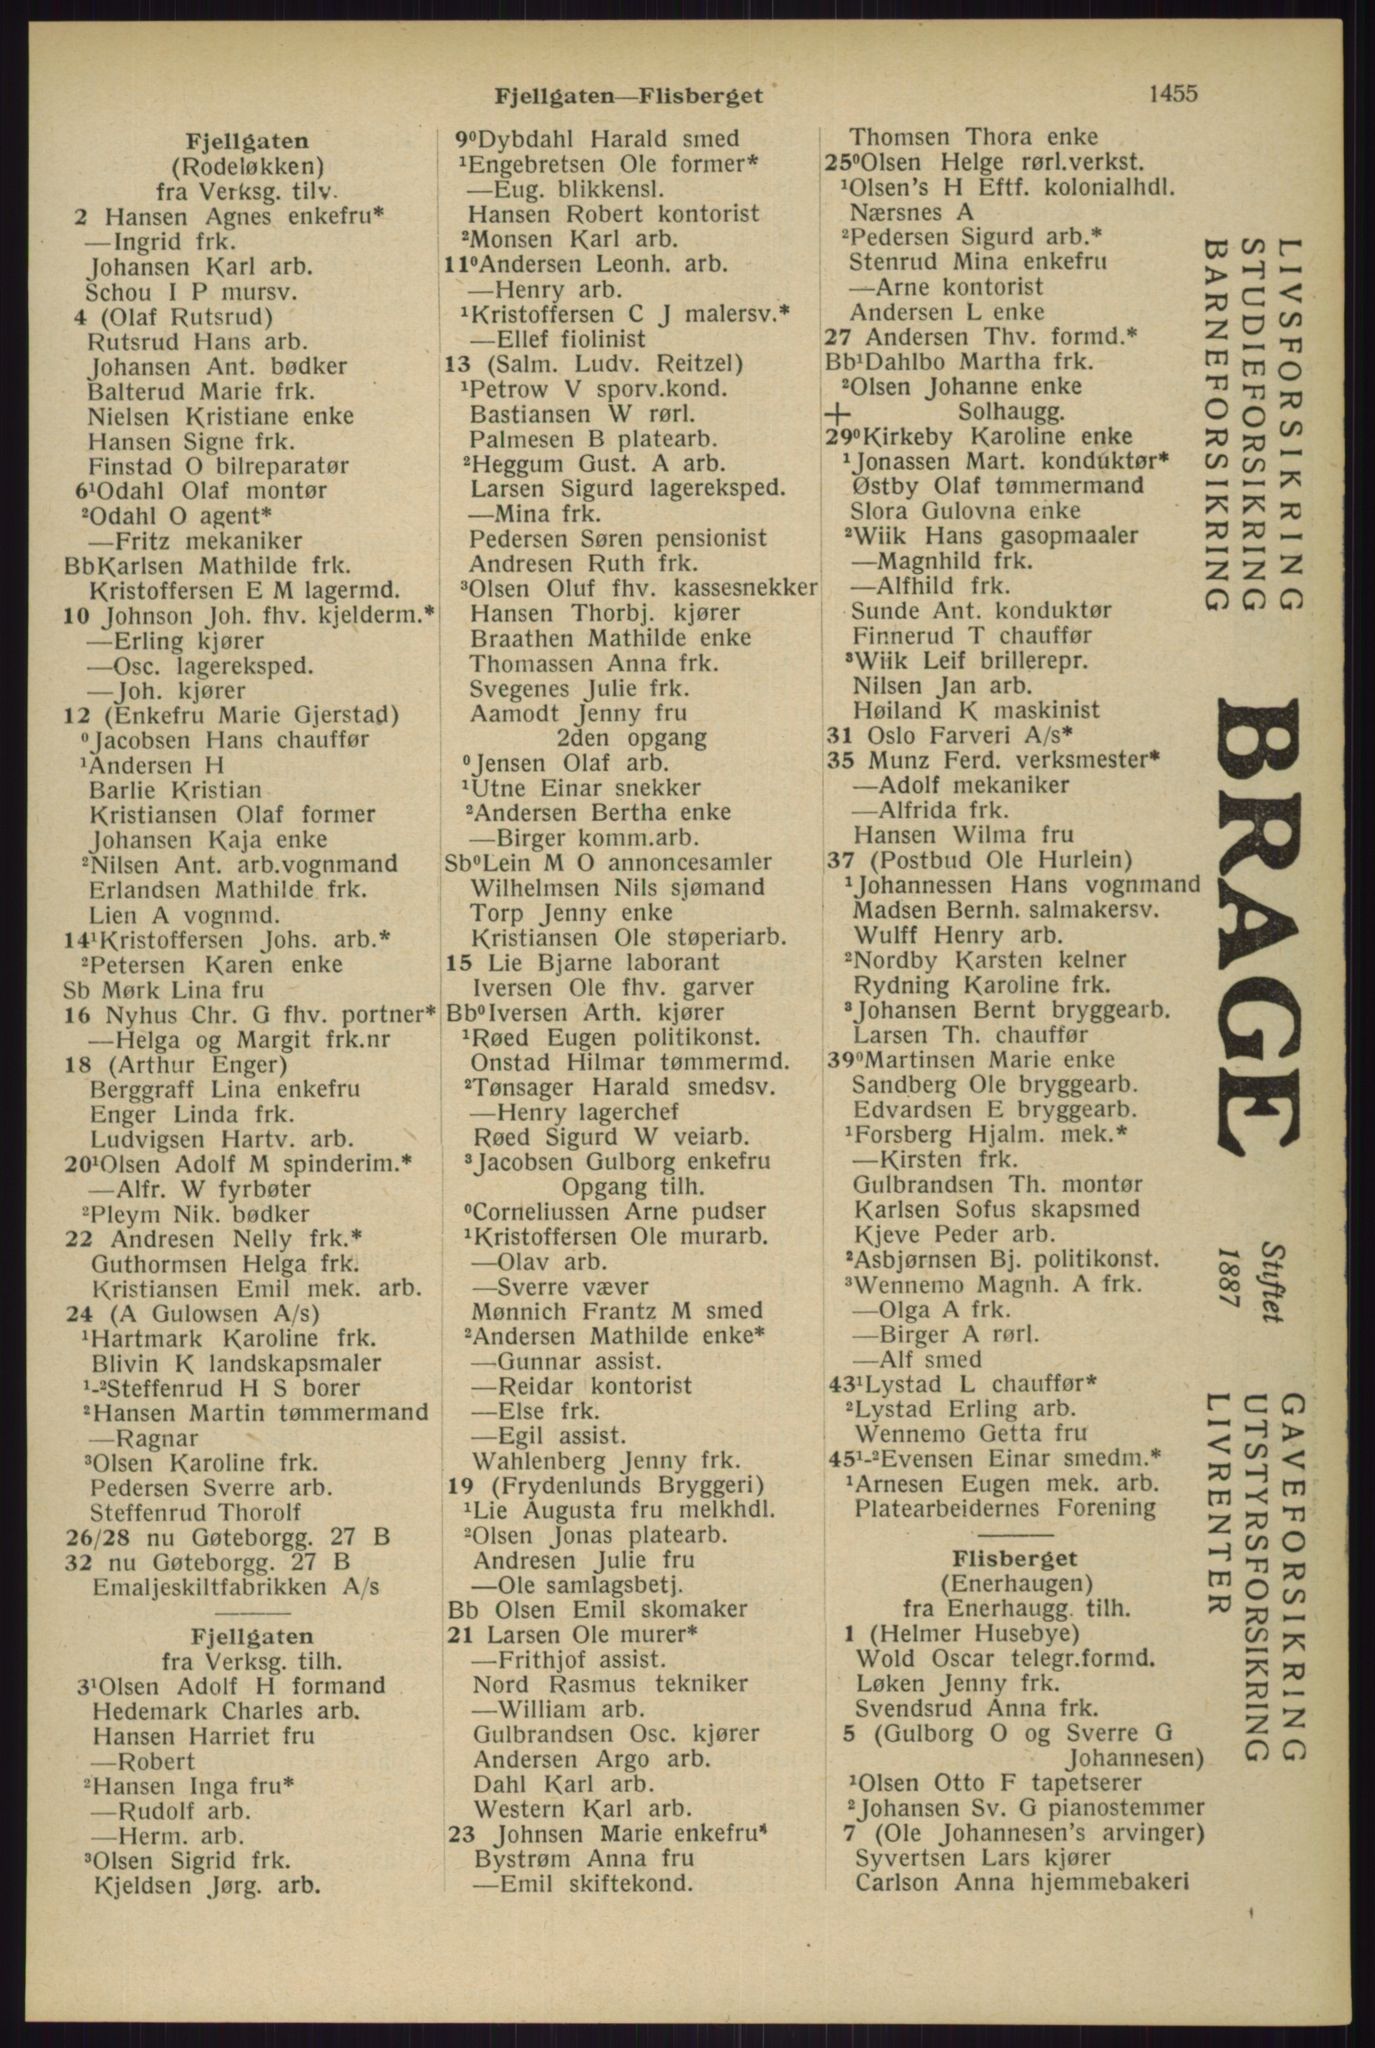 Fjellgaten—Flisberget
1455
Fjellgaten
(Rodeløkken)
fra Verksg. tilv.
2 Hansen Agnes enkefru*
—Ingrid frk.
Johansen Karl arb.
Schou I P mursv.
4 (Olaf Rutsrud)
Rutsrud Hans arb.
Johansen Ant. bødker
Balterud Marie frk.
Nielsen Kristiane enke
Hansen Signe frk.
Finstad O bilreparatør
6¹Odahl Olaf montør
²Odahl O agent*
—Fritz mekaniker
BbKarlsen Mathilde frk.
Kristoffersen E M lagermd.
10 Johnson Joh. fhv. kjelderm.*
—Erling kjører
—Osc. lagereksped.
—Joh. kjører
12 (Enkefru Marie Gjerstad)
⁰Jacobsen Hans chauffør
¹Andersen H
Barlie Kristian
Kristiansen Olaf former
Johansen Kaja enke
²Nilsen Ant. arb.vognmand
Erlandsen Mathilde frk.
Lien A vognmd.
14¹Kristoffersen Johs. arb.*
²Petersen Karen enke
Sb Mørk Lina fru
16 Nyhus Chr. G fhv. portner*
—Helga og Margit frk.nr
18 (Arthur Enger)
Berggraff Lina enkefru
Enger Linda frk.
Ludvigsen Hartv. arb.
20¹Olsen Adolf M spinderim.*
—Alfr. W fyrbøter
²Pleym Nik. bødker
22 Andresen Nelly frk.*
Guthormsen Helga frk.
Kristiansen Emil mek. arb.
24 (A Gulowsen A/s)
¹Hartmark Karoline frk.
Blivin K landskapsmaler
¹-²Steffenrud H S borer
²Hansen Martin tømmermand
—Ragnar
³Olsen Karoline frk.
Pedersen Sverre arb.
Steffenrud Thorolf
26/28 nu Gøteborgg. 27 B
32 nu Gøteborgg. 27 B
Emaljeskiltfabrikken A/s
Fjellgaten
fra Verksg. tilh.
3¹Olsen Adolf H formand
Hedemark Charles arb.
Hansen Harriet fru
—Robert
²Hansen Inga fru*
—Rudolf arb.
—Herm. arb.
³Olsen Sigrid frk.
Kjeldsen Jørg. arb.
9⁰Dybdahl Harald smed
¹Engebretsen Ole former*
—Eug. blikkensl.
Hansen Robert kontorist
²Monsen Karl arb.
11⁰Andersen Leonh. arb.
—Henry arb.
¹Kristoffersen C J malersv.*
—Ellef fiolinist
13 (Salm. Ludv. Reitzel)
¹Petrow V sporv.kond.
Bastiansen W rørl.
Palmesen B platearb.
²Heggum Gust. A arb.
Larsen Sigurd lagereksped.
—Mina frk.
Pedersen Søren pensionist
Andresen Ruth frk.
³Olsen Oluf fhv. kassesnekker
Hansen Thorbj. kjører
Braathen Mathilde enke
Thomassen Anna frk.
Svegenes Julie frk.
Aamodt Jenny fru
2den opgang
⁰Jensen Olaf arb.
¹Utne Einar snekker
²Andersen Bertha enke
—Birger komm.arb.
Sb⁰Lein M O annoncesamler
Wilhelmsen Nils sjømand
Torp Jenny enke
Kristiansen Ole støperiarb.
15 Lie Bjarne laborant
Iversen Ole fhv. garver
Bb⁰Iversen Arth. kjører
¹Røed Eugen politikonst.
Onstad Hilmar tømmermd.
²Tønsager Harald smedsv.
—Henry lagerchef
Røed Sigurd W veiarb.
³Jacobsen Gulborg enkefru
Opgang tilh.
⁰Corneliussen Arne pudser
¹Kristoffersen Ole murarb.
—Olav arb.
—Sverre væver
Mønnich Frantz M smed
²Andersen Mathilde enke*
—Gunnar assist.
—Reidar kontorist
—Else frk.
—Egil assist.
Wahlenberg Jenny frk.
19 (Frydenlunds Bryggeri)
¹Lie Augusta fru melkhdl.
²Olsen Jonas platearb.
Andresen Julie fru
—Ole samlagsbetj.
Bb Olsen Emil skomaker
21 Larsen Ole murer*
—Frithjof assist.
Nord Rasmus tekniker
—William arb.
Gulbrandsen Osc. kjører
Andersen Argo arb.
Dahl Karl arb.
Western Karl arb.
23 Johnsen Marie enkefru*
Bystrøm Anna fru
—Emil skiftekond.
Thomsen Thora enke
25⁰Olsen Helge rørl.verkst.
¹Olsen's H Eftf. kolonialhdl.
Nærsnes A
²Pedersen Sigurd arb.*
Stenrud Mina enkefru
—Arne kontorist
Andersen L enke
27 Andersen Thv. formd.*
Bb¹Dahlbo Martha frk.
²Olsen Johanne enke
+ Solhaugg.
29⁰Kirkeby Karoline enke
¹Jonassen Mart. konduktør*
Østby Olaf tømmermand
Slora Gulovna enke
²Wiik Hans gasopmaaler
—Magnhild frk.
—Alfhild frk.
Sunde Ant. konduktør
Finnerud T chauffør
³Wiik Leif brillerepr.
Nilsen Jan arb.
Høiland K maskinist
31 Oslo Farveri A/s*
35 Munz Ferd. verksmester*
—Adolf mekaniker
—Alfrida frk.
Hansen Wilma fru
37 (Postbud Ole Hurlein)
¹Johannessen Hans vognmand
Madsen Bernh. salmakersv.
Wulff Henry arb.
²Nordby Karsten kelner
Rydning Karoline frk.
³Johansen Bernt bryggearb.
Larsen Th. chauffør
39⁰Martinsen Marie enke
Sandberg Ole bryggearb.
Edvardsen E bryggearb.
¹Forsberg Hjalm. mek.*
—Kirsten frk.
Gulbrandsen Th. montør
Karlsen Sofus skapsmed
Kjeve Peder arb.
²Asbjørnsen Bj. politikonst.
³Wennemo Magnh. A frk.
—Olga A frk.
—Birger A rørl.
—Alf smed
43¹Lystad L chauffør*
²Lystad Erling arb.
Wennemo Getta fru
45¹-²Evensen Einar smedm.*
¹Arnesen Eugen mek. arb.
Platearbeidernes Forening
Flisberget
(Enerhaugen)
fra Enerhaugg. tilh.
1 (Helmer Husebye)
Wold Oscar telegr.formd.
Løken Jenny frk.
Svendsrud Anna frk.
5 (Gulborg O og Sverre G
Johannesen)
¹Olsen Otto F tapetserer
²Johansen Sv. G pianostemmer
7 (Ole Johannesen's arvinger)
Syvertsen Lars kjører
Carlson Anna hjemmebakeri
LIVSFORSIKRING
STUDIEFORSIKRING
BARNEFORSIKRING
BRAGE
Stiftet
1887
GAVEFORSIKRING
UTSTYRSFORSIKRING
LIVRENTER